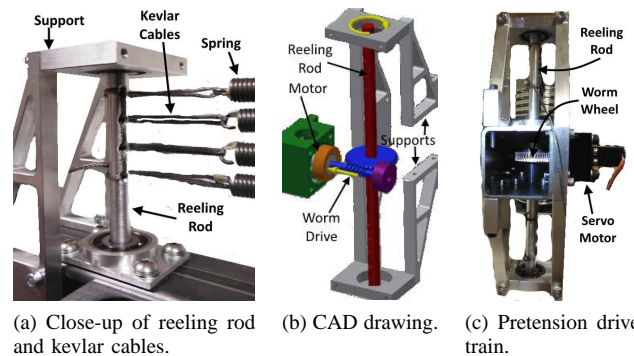 Support
Kevlar
Cables
Spring
Reeling
Rod
(a) Close-up of reeling rod
and kevlar cables.
Reeling
Rod
Motor
Supports
Worm
Drive
(b) CAD drawing.
Reeling
Rod
Worm
Wheel
Servo
Motor
(c) Pretension drive
train.